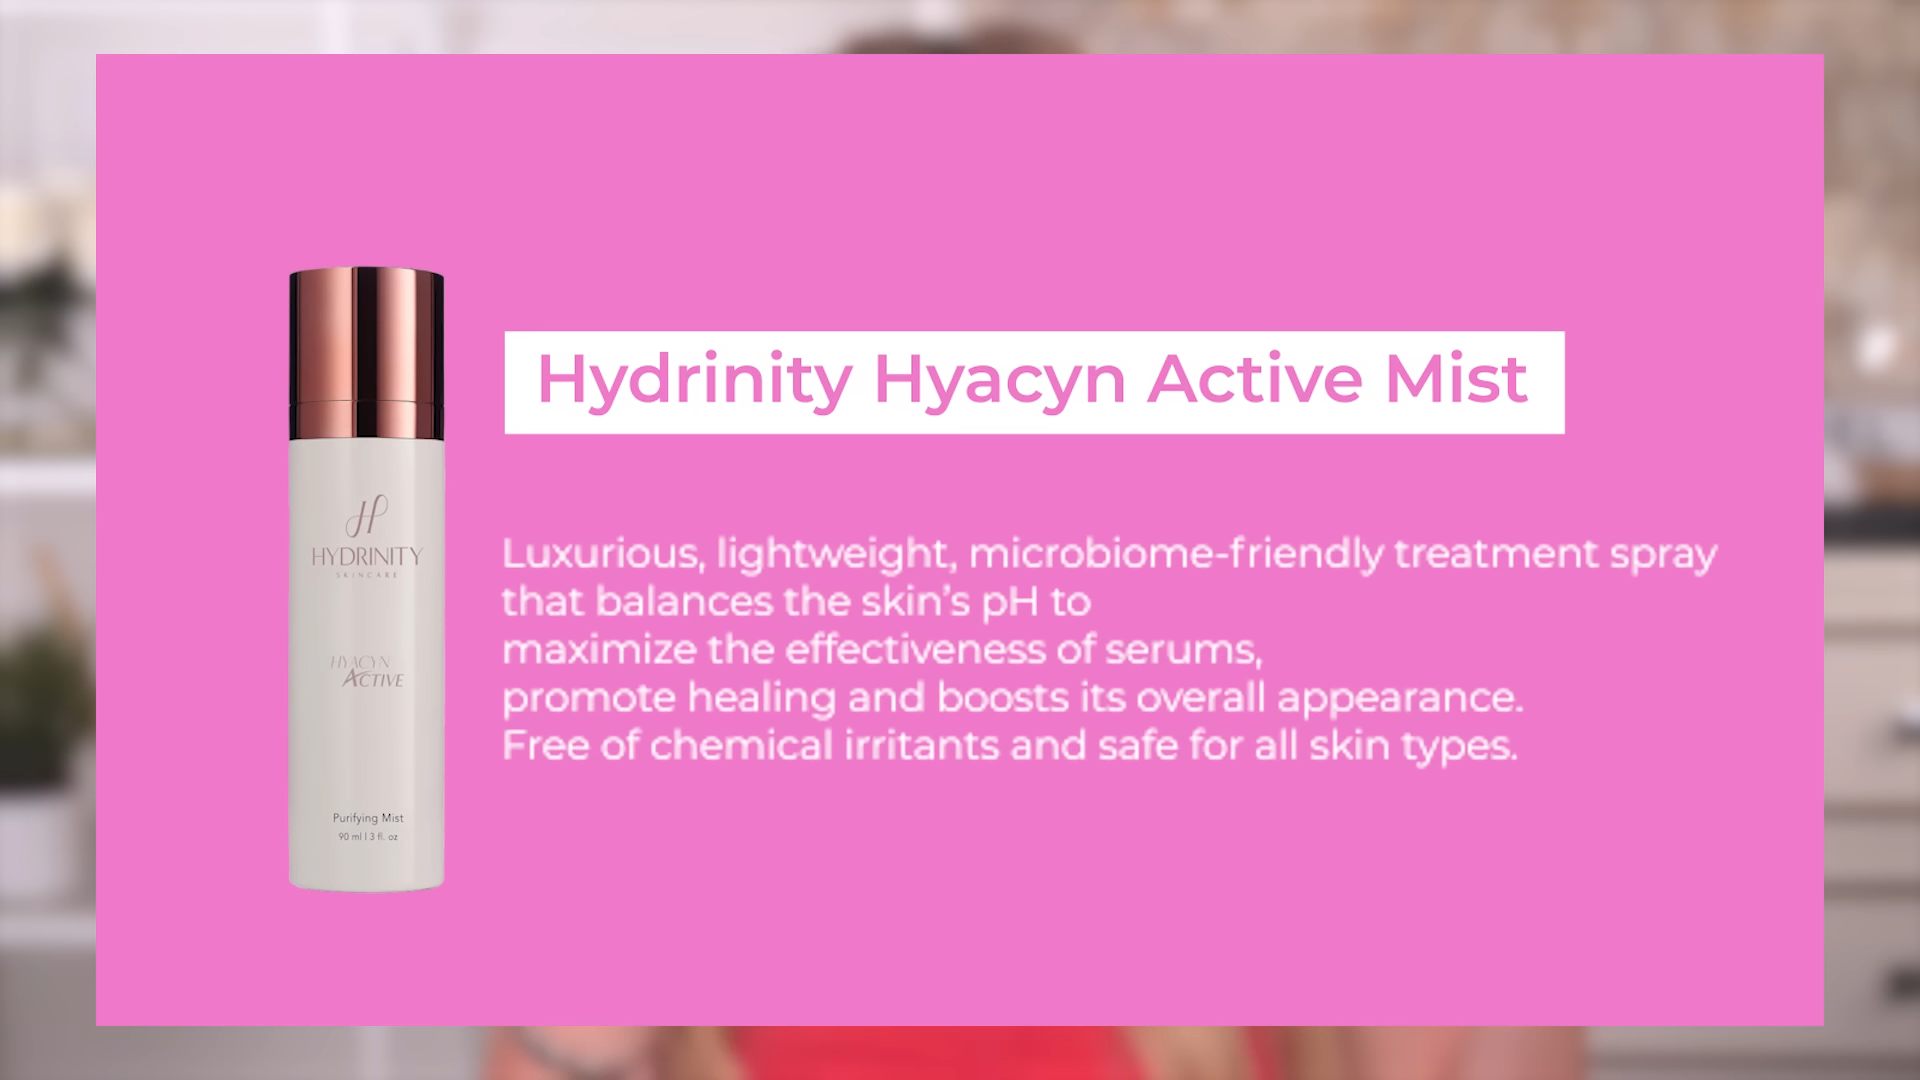 Hydrinity Hyacyn Active Mist
Luxurious, lightweight, microbiome-friendly treatment spray
that balances the skin’s pH to
maximize the effectiveness of serums,
promote healing and boosts its overall appearance.
Free of chemical irritants and safe for all skin types.
H
HYDRINITY
SKINCARE
HYACYN
ACTIVE
Purifying Mist
90 ml | 3 fl. oz